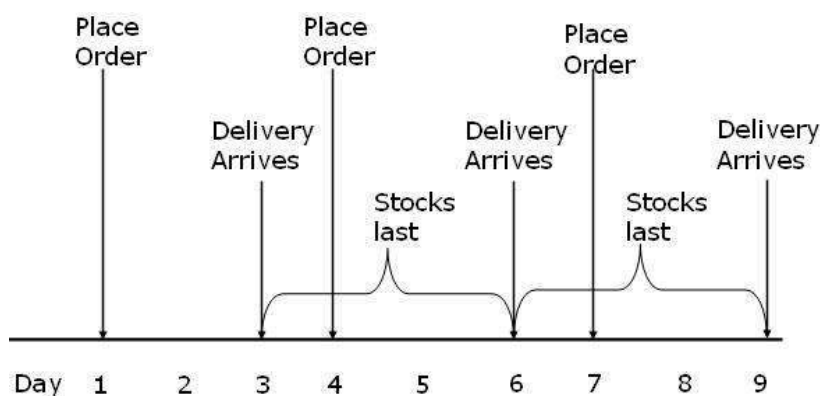 Place
Order
Place
Order
Place
Order
Delivery
Arrives
Delivery
Arrives
Delivery
Arrives
Stocks
last
Stocks
last
Day 1 2 3 4 5 6 7 8 9